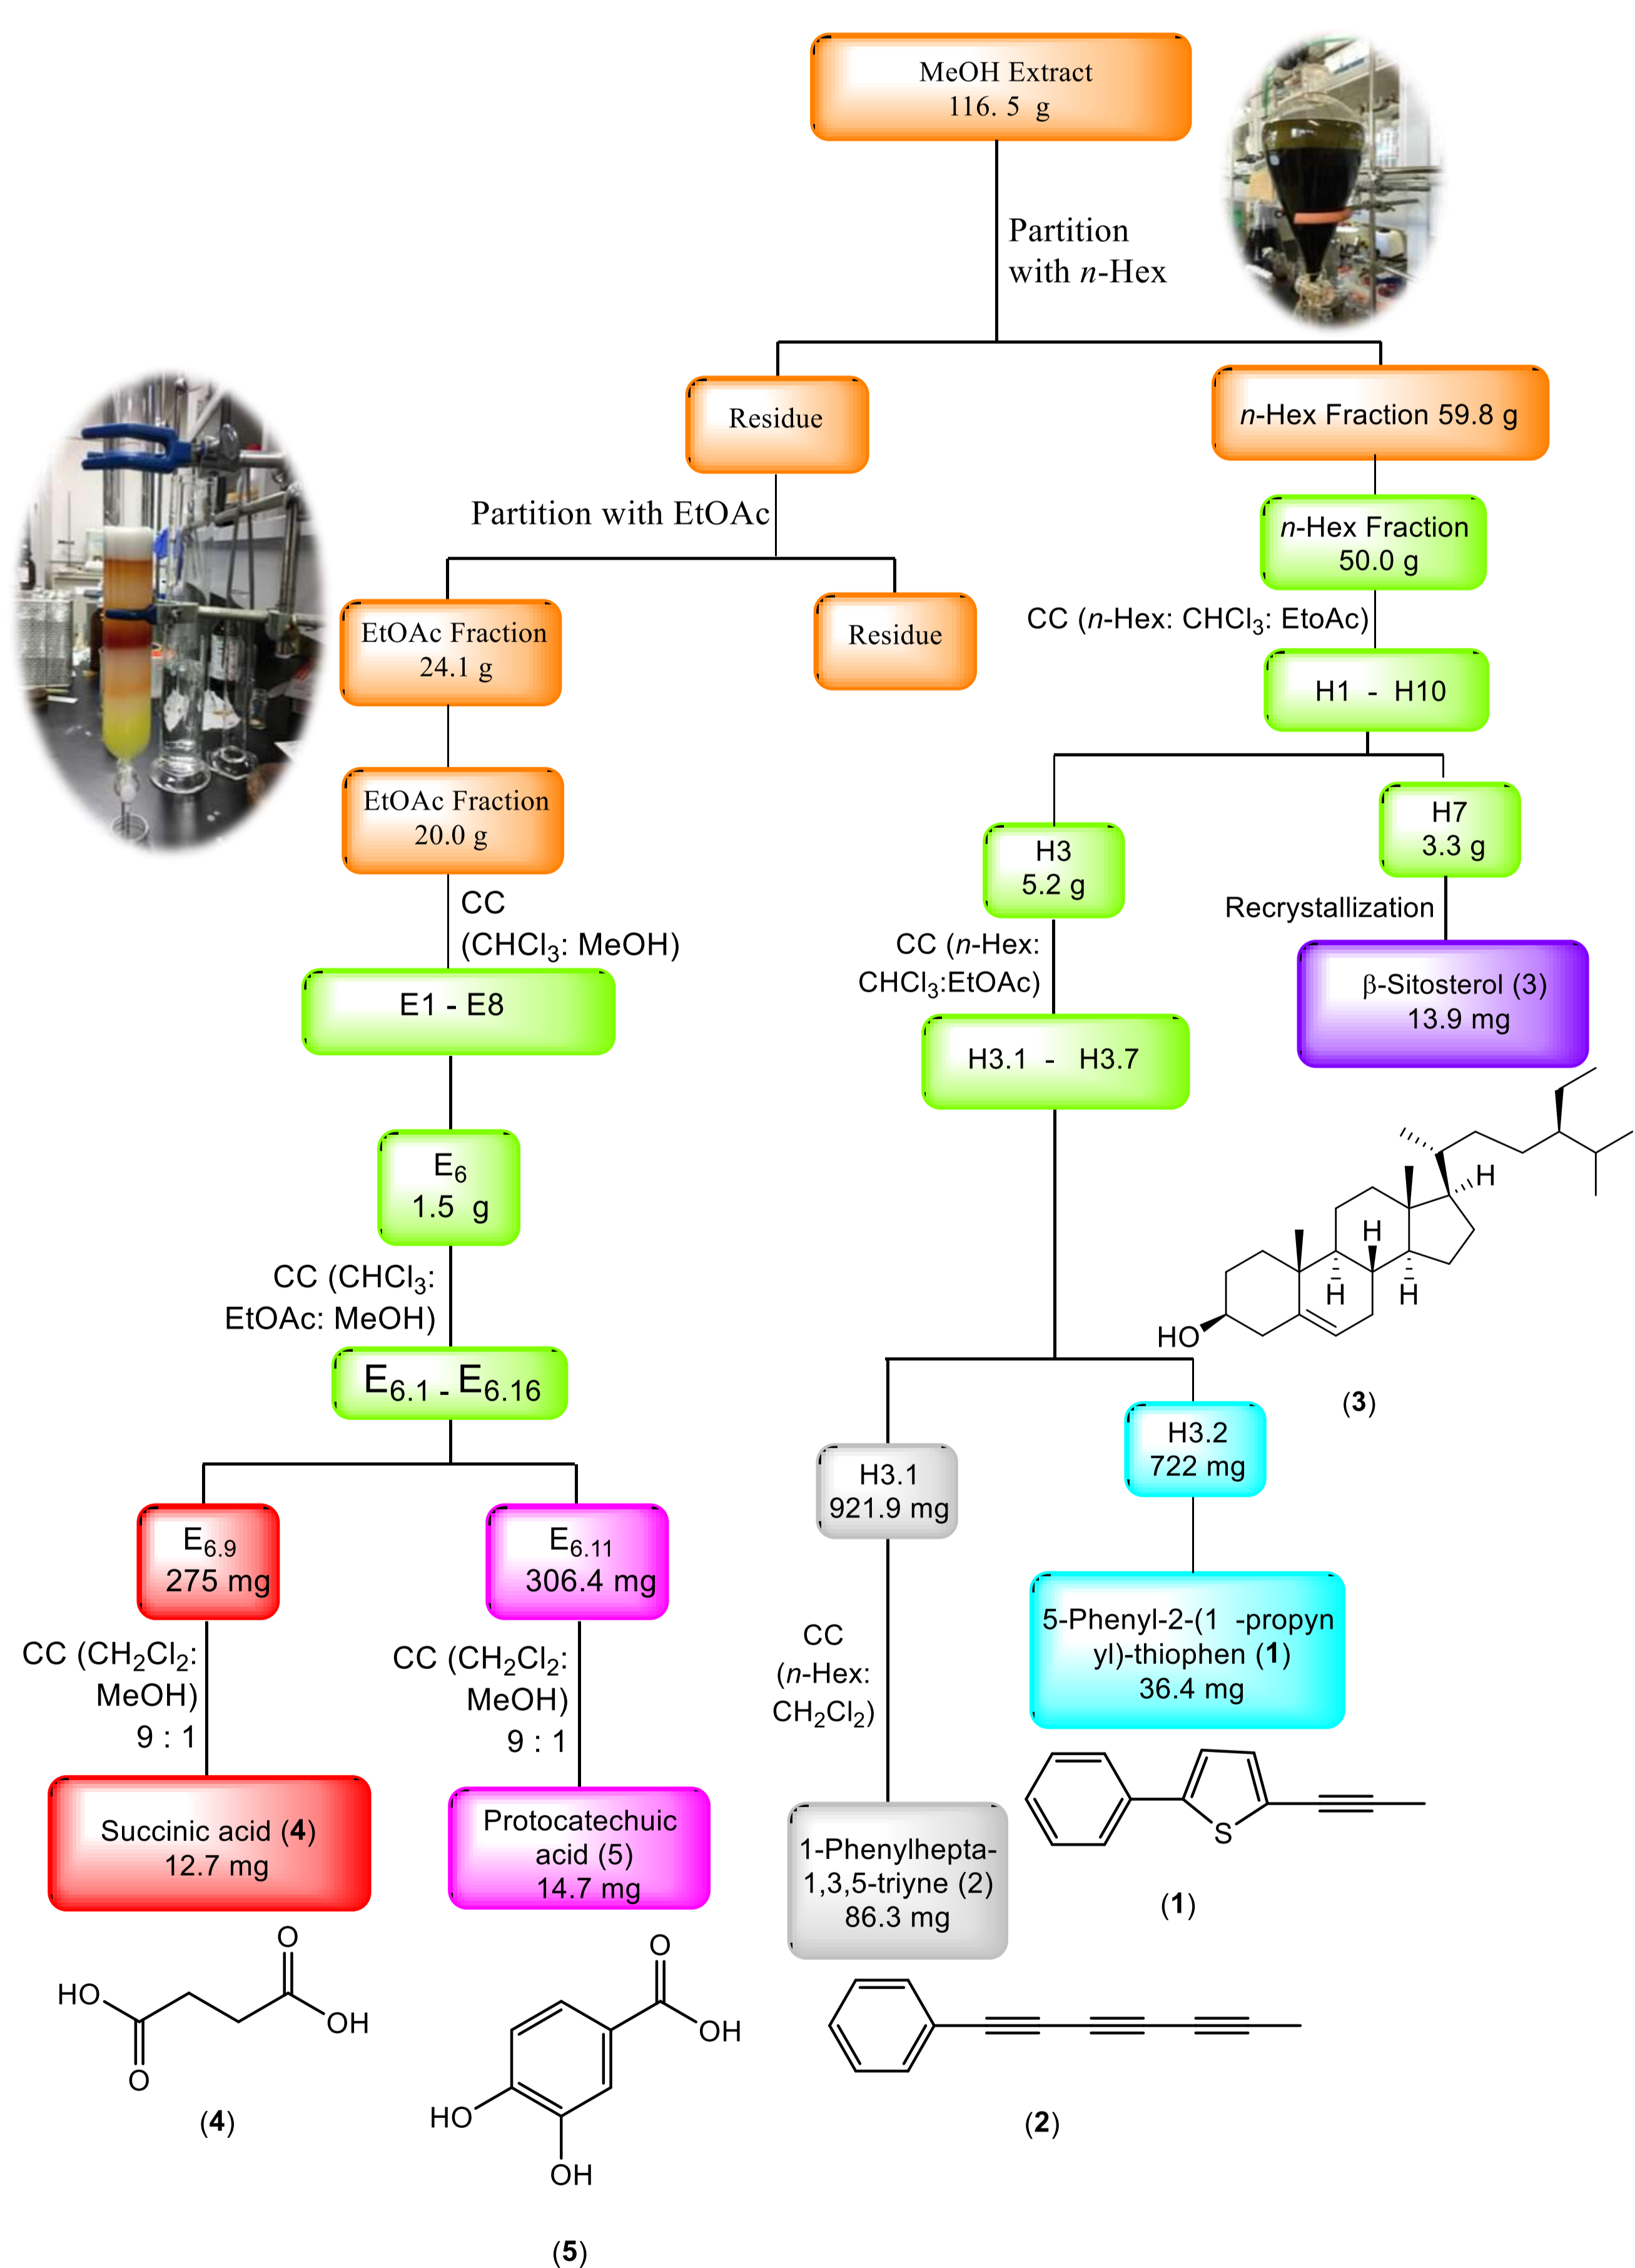 MeOH Extract
116. 5 g
Partition
with n-Hex
Residue
n-Hex Fraction 59.8 g
Partition with EtOAc
n-Hex Fraction
50.0 g
CC (n-Hex: CHCl₃: EtoAc)
EtOAc Fraction
24.1 g
Residue
H1 - H10
EtOAc Fraction
20.0 g
H7
3.3 g
H3
5.2 g
CC
(CHCl₃: MeOH)
Recrystallization
CC (n-Hex:
CHCl₃:EtOAc)
β-Sitosterol (3)
13.9 mg
E1 - E8
H3.1 - H3.7
E₆
1.5 g
H
H
H
H
HO
(3)
CC (CHCl₃:
EtOAc: MeOH)
E₆.₁ - E₆.₁₆
H3.2
722 mg
H3.1
921.9 mg
E₆.₉
275 mg
E₆.₁₁
306.4 mg
CC (CH₂Cl₂:
MeOH)
9 : 1
CC (CH₂Cl₂:
MeOH)
9 : 1
CC
(n-Hex:
CH₂Cl₂)
5-Phenyl-2-(1 -propyn
yl)-thiophen (1)
36.4 mg
Succinic acid (4)
12.7 mg
Protocatechuic
acid (5)
14.7 mg
1-Phenylhepta-
1,3,5-triyne (2)
86.3 mg
S
(1)
O
HO
OH
O
(4)
O
OH
HO
OH
(5)
(2)